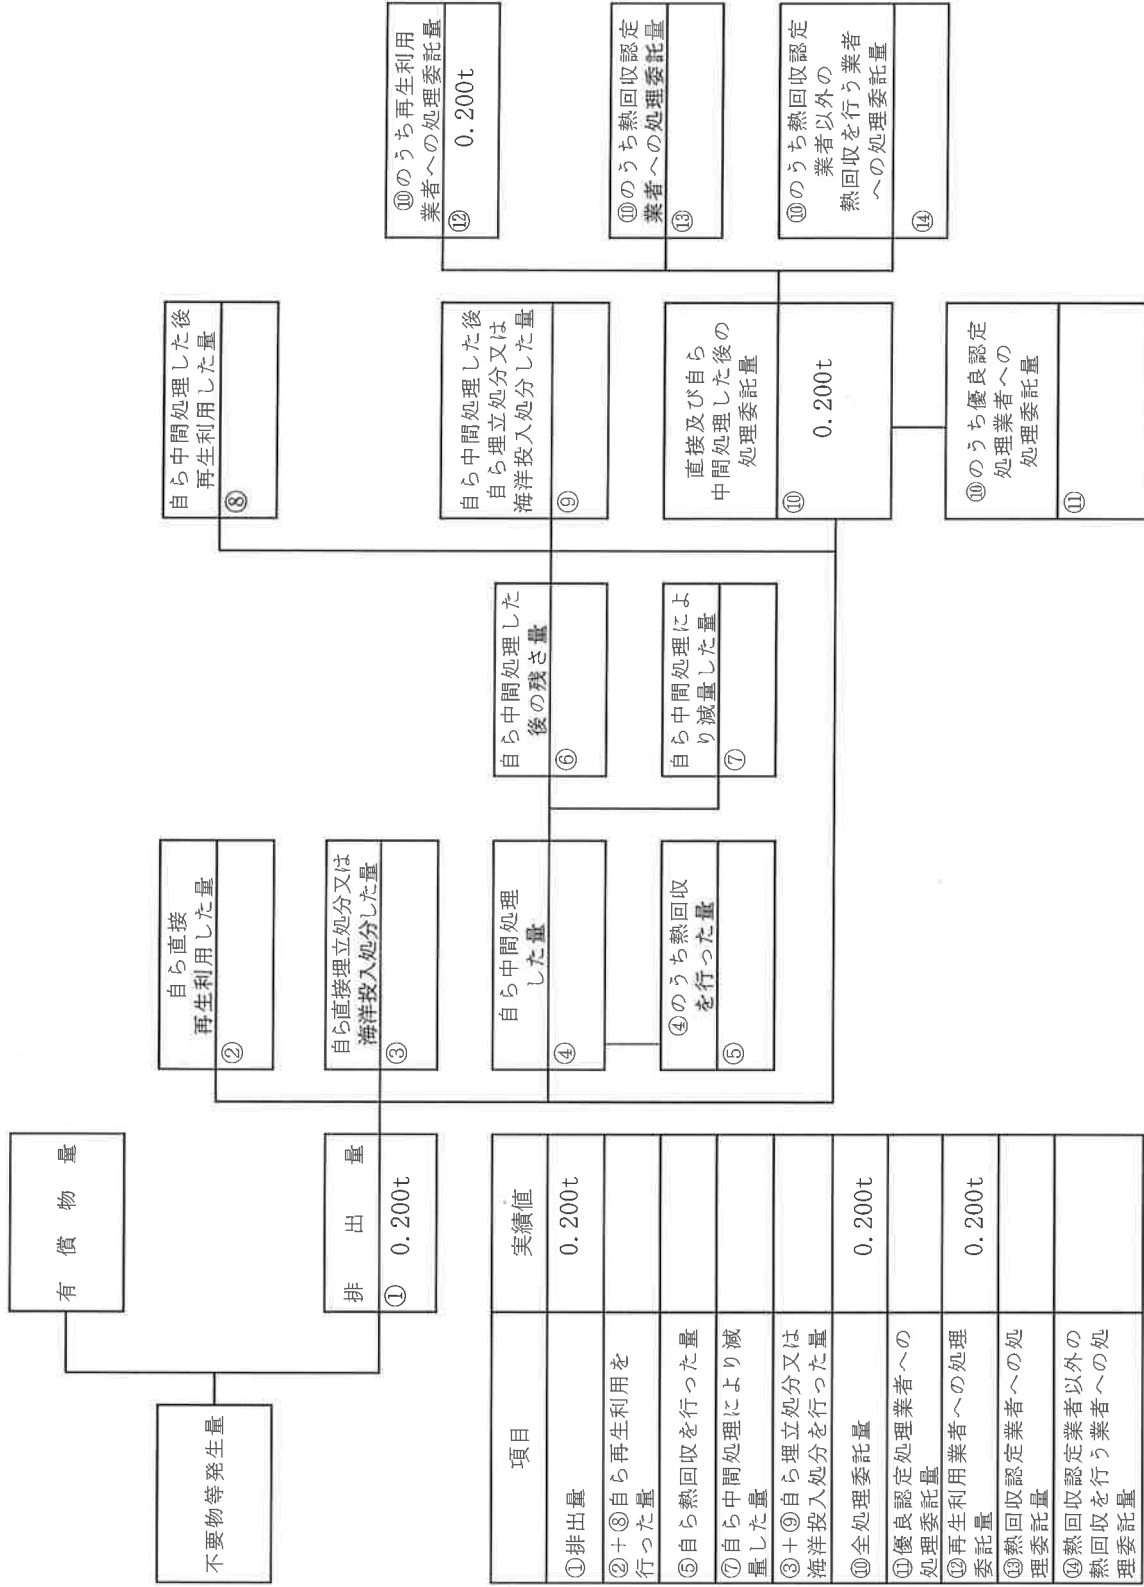 不要物等発生量
有償物量
排出量
① 0.200t
自ら直接
再生利用した量
②
自ら直接埋立処分又は
海洋投入処分した量
③
自ら中間処理
した量
④
④のうち熱回収
を行った量
⑤
自ら中間処理した
後の残さ量
⑥
自ら中間処理によ
り減量した量
⑦
自ら中間処理した後
再生利用した量
⑧
自ら中間処理した後
自ら埋立処分又は
海洋投入処分した量
⑨
直接及び自ら
中間処理した後の
処理委託量
⑩
0.200t
⑩のうち優良認定
処理業者への
処理委託量
⑪
⑩のうち再生利用
業者への処理委託量
⑫
0.200t
⑩のうち熱回収認定
業者への処理委託量
⑬
⑩のうち熱回収認定
業者以外の
熱回収を行う業者
への処理委託量
⑭
項目 実績値
①排出量 0.200t
②+⑧自ら再生利用を
行った量
⑤自ら熱回収を行った量
⑦自ら中間処理により減
量した量
③+⑨自ら埋立処分又は
海洋投入処分を行った量
⑩全処理委託量 0.200t
⑪優良認定処理業者への
処理委託量
⑫再生利用業者への処理
委託量 0.200t
⑬熱回収認定業者への処
理委託量
⑭熱回収認定業者以外の
熱回収を行う業者への処
理委託量